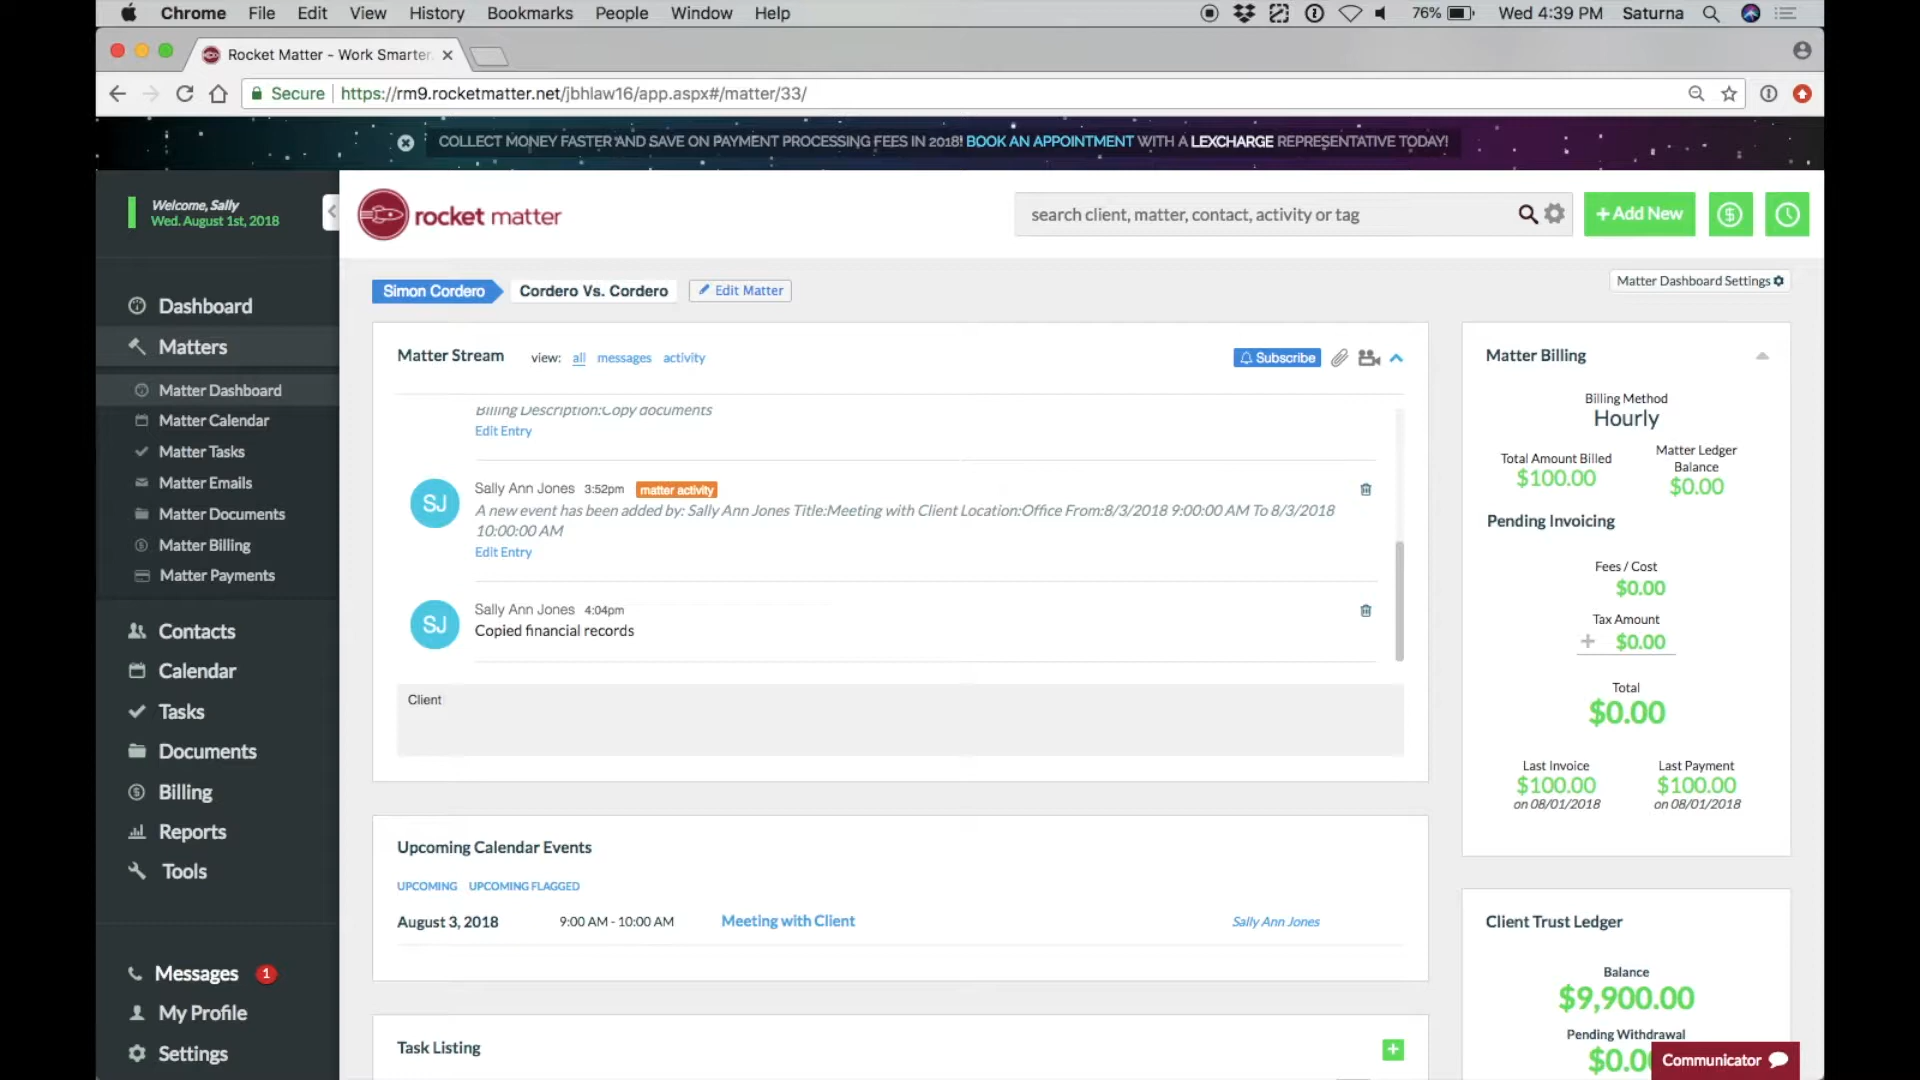 Chrome File Edit View History Bookmarks People Window Help 76% Wed 4:39 PM Saturna
Rocket Matter - Work Smarter
Secure https://rm9.rocketmatter.net/jbhlaw16/app.aspx#/matter/33/
COLLECT MONEY FASTER AND SAVE ON PAYMENT PROCESSING FEES IN 2018! BOOK AN APPOINTMENT WITH A LEXCHARGE REPRESENTATIVE TODAY!
Welcome, Sally
Wed. August 1st, 2018
rocket matter
search client, matter, contact, activity or tag
+ Add New
Dashboard
Matters
Matter Dashboard
Matter Calendar
Matter Tasks
Matter Emails
Matter Documents
Matter Billing
Matter Payments
Contacts
Calendar
Tasks
Documents
Billing
Reports
Tools
Messages 1
My Profile
Settings
Simon Cordero Cordero Vs. Cordero Edit Matter
Matter Dashboard Settings
Matter Stream view: all messages activity Subscribe
Billing Description:Copy documents
Edit Entry
SJ
Sally Ann Jones 3:52pm matter activity
A new event has been added by: Sally Ann Jones Title:Meeting with Client Location:Office From:8/3/2018 9:00:00 AM To 8/3/2018
10:00:00 AM
Edit Entry
SJ
Sally Ann Jones 4:04pm
Copied financial records
Client
Upcoming Calendar Events
UPCOMING UPCOMING FLAGGED
August 3, 2018 9:00 AM - 10:00 AM Meeting with Client Sally Ann Jones
Task Listing
Matter Billing
Billing Method
Hourly
Total Amount Billed
$100.00
Matter Ledger
Balance
$0.00
Pending Invoicing
Fees / Cost
$0.00
Tax Amount
+ $0.00
Total
$0.00
Last Invoice
$100.00
on 08/01/2018
Last Payment
$100.00
on 08/01/2018
Client Trust Ledger
Balance
$9,900.00
Pending Withdrawal
$0.0
Communicator